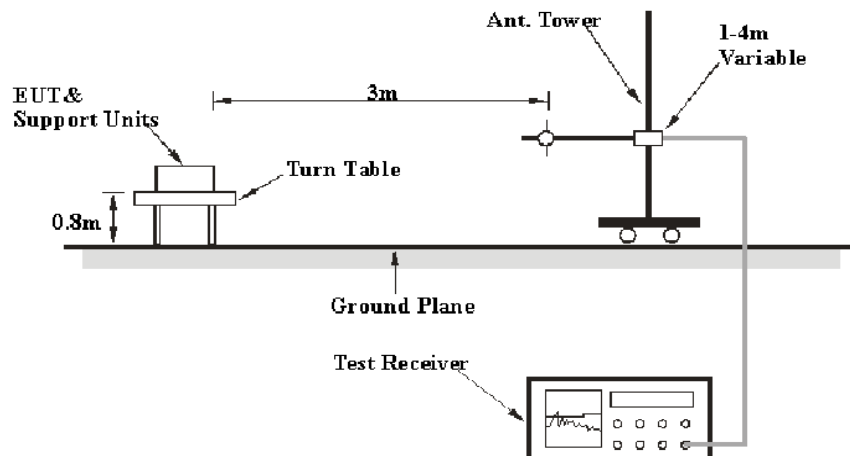 Ant. Tower
1-4m
Variable
3m
EUT&
Support Units
Turn Table
0.8m
Ground Plane
Test Receiver